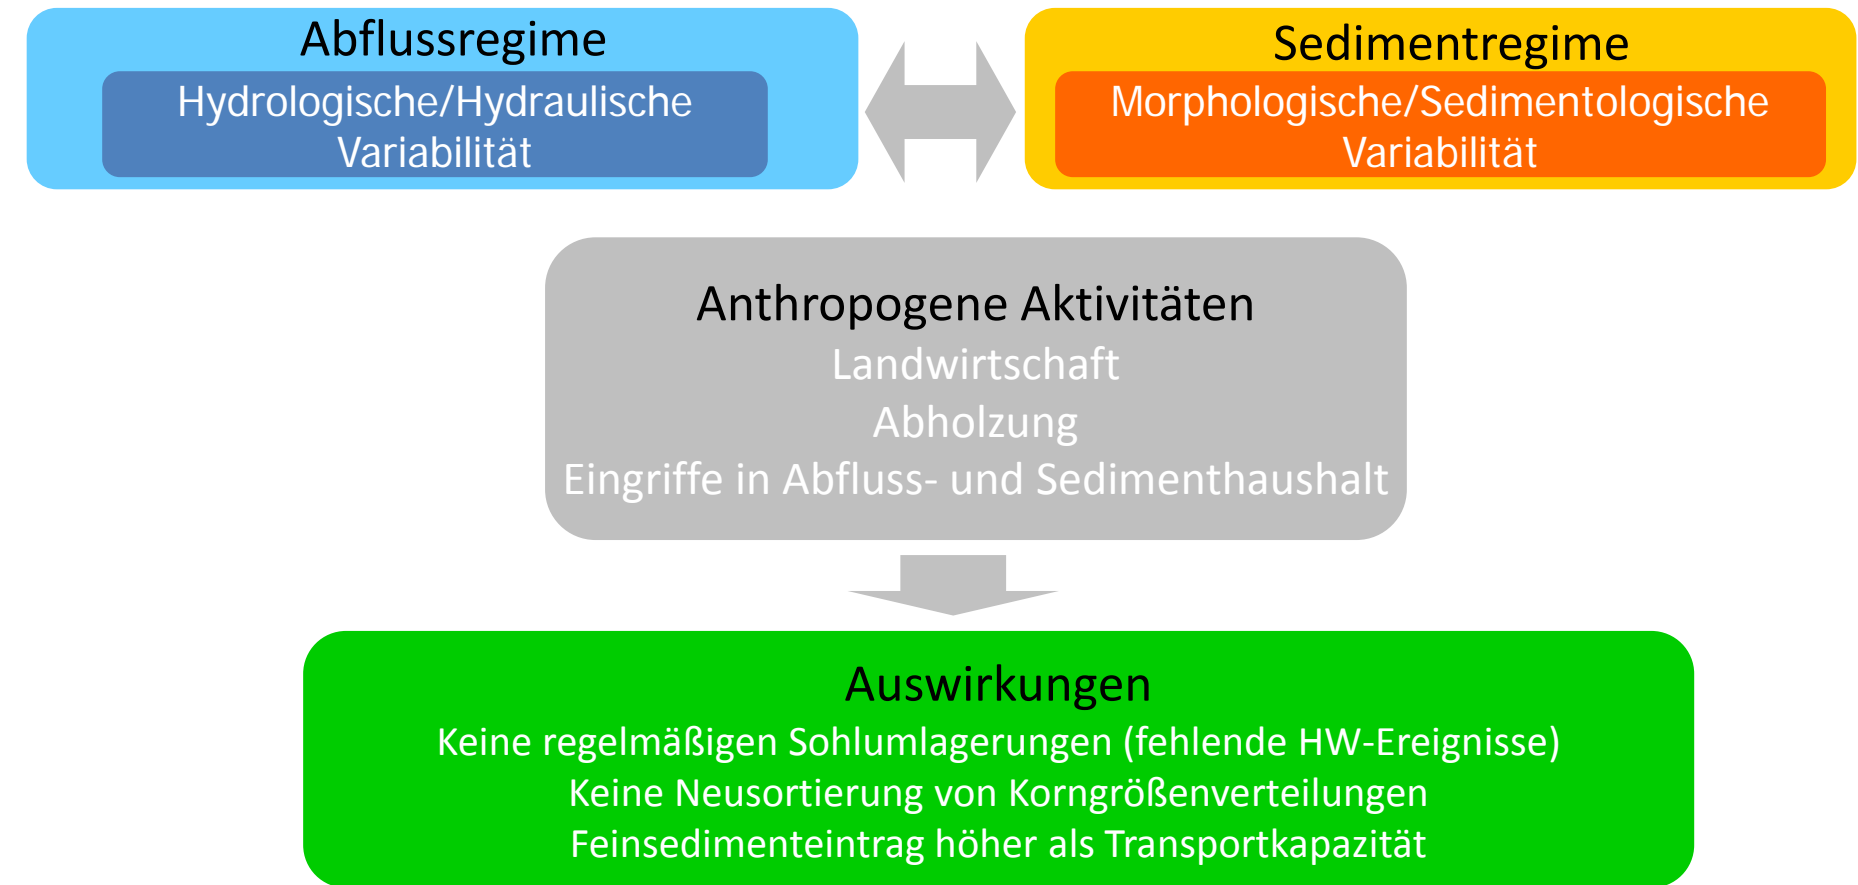 Abflussregime
Hydrologische/Hydraulische
Variabilität
Sedimentregime
Morphologische/Sedimentologische
Variabilität
Anthropogene Aktivitäten
Landwirtschaft
Abholzung
Eingriffe in Abfluss- und Sedimenthaushalt
Auswirkungen
Keine regelmäßigen Sohlumlagerungen (fehlende HW-Ereignisse)
Keine Neusortierung von Korngrößenverteilungen
Feinsedimenteintrag höher als Transportkapazität